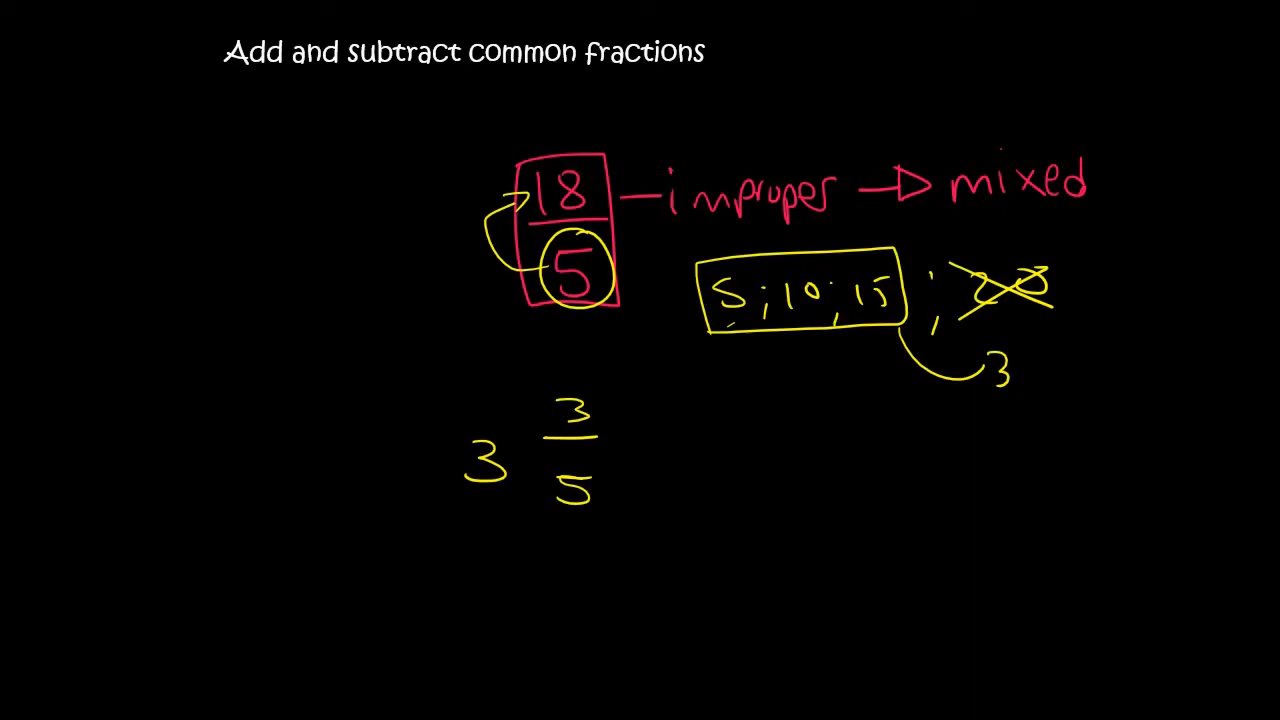 Add and subtract common fractions
18/5 — improper → mixed
5 ; 10 ; 15 ; 20
3
3 3/5